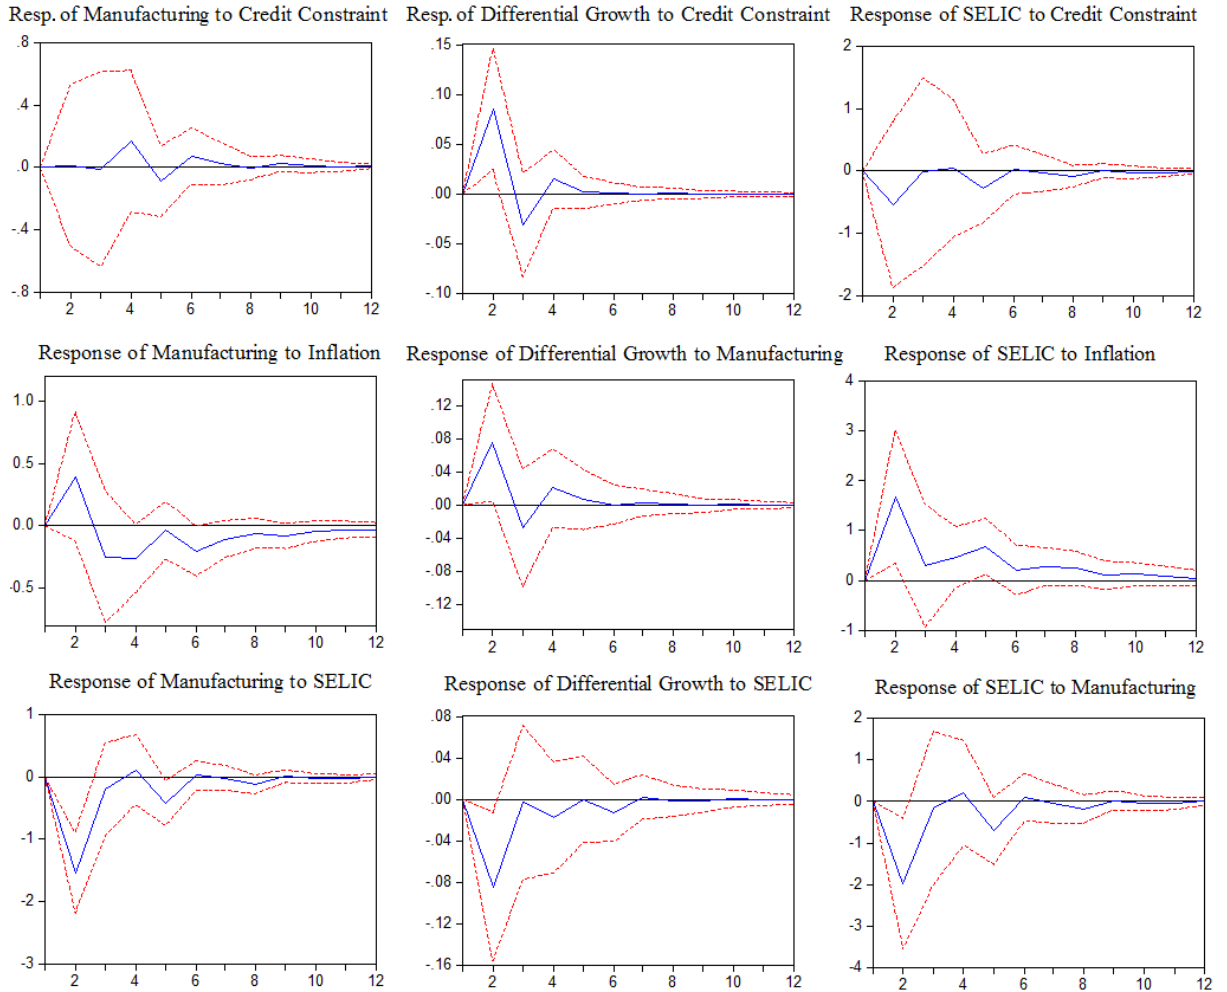 Resp. of Manufacturing to Credit Constraint
.8
.4
.0
-.4
-.8
2 4 6 8 10 12
Resp. of Differential Growth to Credit Constraint
.15
.10
.05
.00
-.05
-.10
2 4 6 8 10 12
Response of SELIC to Credit Constraint
2
1
0
-1
-2
2 4 6 8 10 12
Response of Manufacturing to Inflation
1.0
0.5
0.0
-0.5
2 4 6 8 10 12
Response of Differential Growth to Manufacturing
.12
.08
.04
.00
-.04
-.08
-.12
2 4 6 8 10 12
Response of SELIC to Inflation
4
3
2
1
0
-1
2 4 6 8 10 12
Response of Manufacturing to SELIC
1
0
-1
-2
-3
2 4 6 8 10 12
Response of Differential Growth to SELIC
.08
.04
.00
-.04
-.08
-.12
-.16
2 4 6 8 10 12
Response of SELIC to Manufacturing
2
1
0
-1
-2
-3
-4
2 4 6 8 10 12